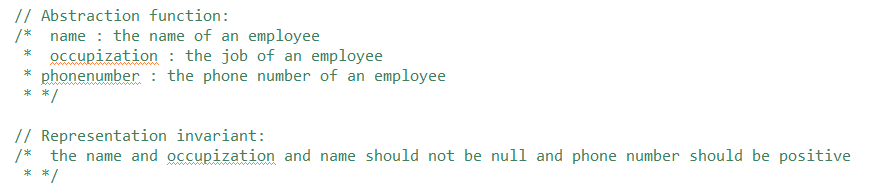 // Abstraction function:
/*  name : the name of an employee
 *  occupization : the job of an employee
 * phonenumber : the phone number of an employee
 * */
// Representation invariant:
/*  the name and occupization and name should not be null and phone number should be positive
 * */